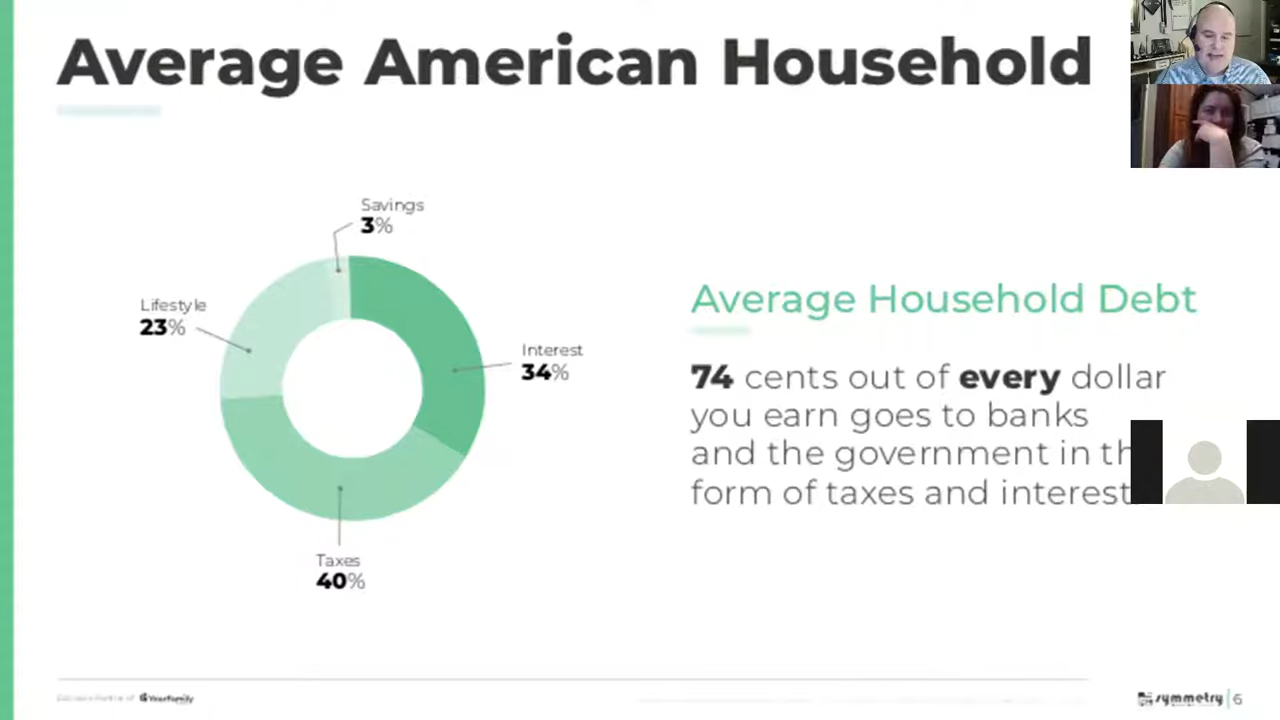 Average American Household
Savings
3%
Lifestyle
23%
Interest
34%
Taxes
40%
Average Household Debt
74 cents out of every dollar
you earn goes to banks
and the government in th
form of taxes and interest
YourFamily
symmetry
6